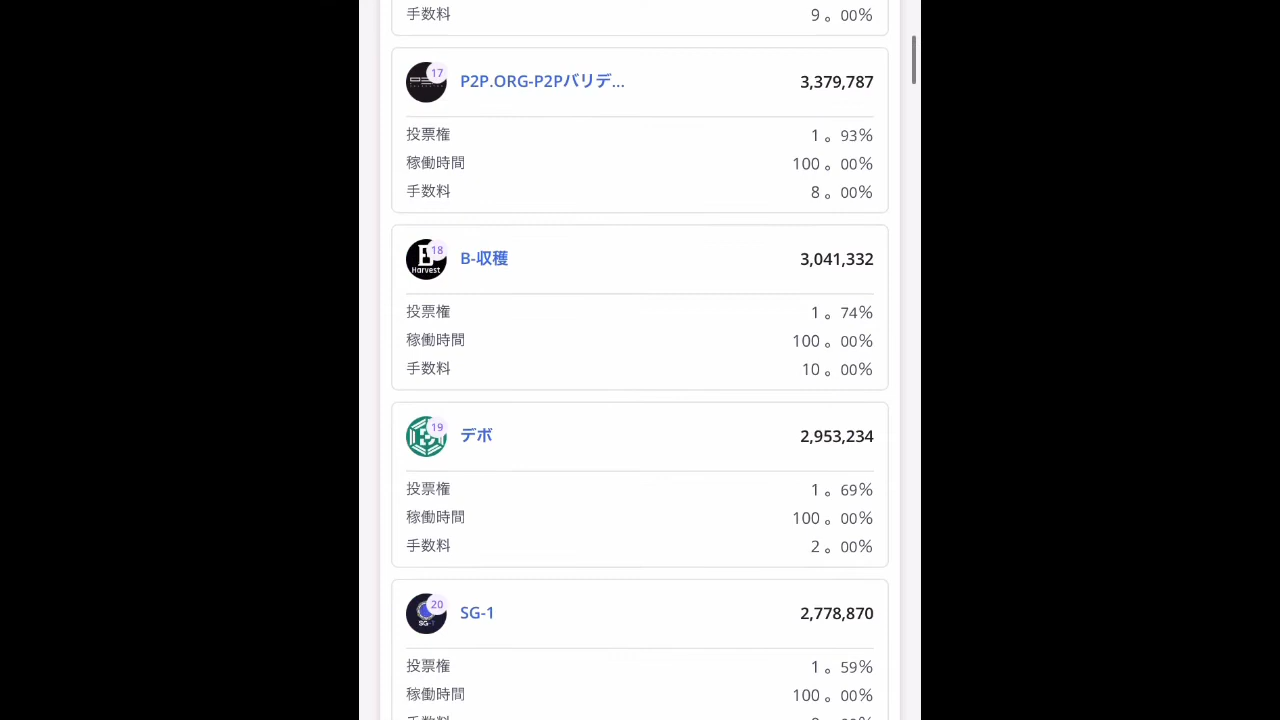 手数料 9 。 00%
17 P2P.ORG-P2Pバリデ... 3,379,787
投票権 1 。 93%
稼働時間 100 。 00%
手数料 8 。 00%
Harvest
18 B-収穫 3,041,332
投票権 1 。 74%
稼働時間 100 。 00%
手数料 10 。 00%
19 デボ 2,953,234
投票権 1 。 69%
稼働時間 100 。 00%
手数料 2 。 00%
SG-1
20 SG-1 2,778,870
投票権 1 。 59%
稼働時間 100 。 00%